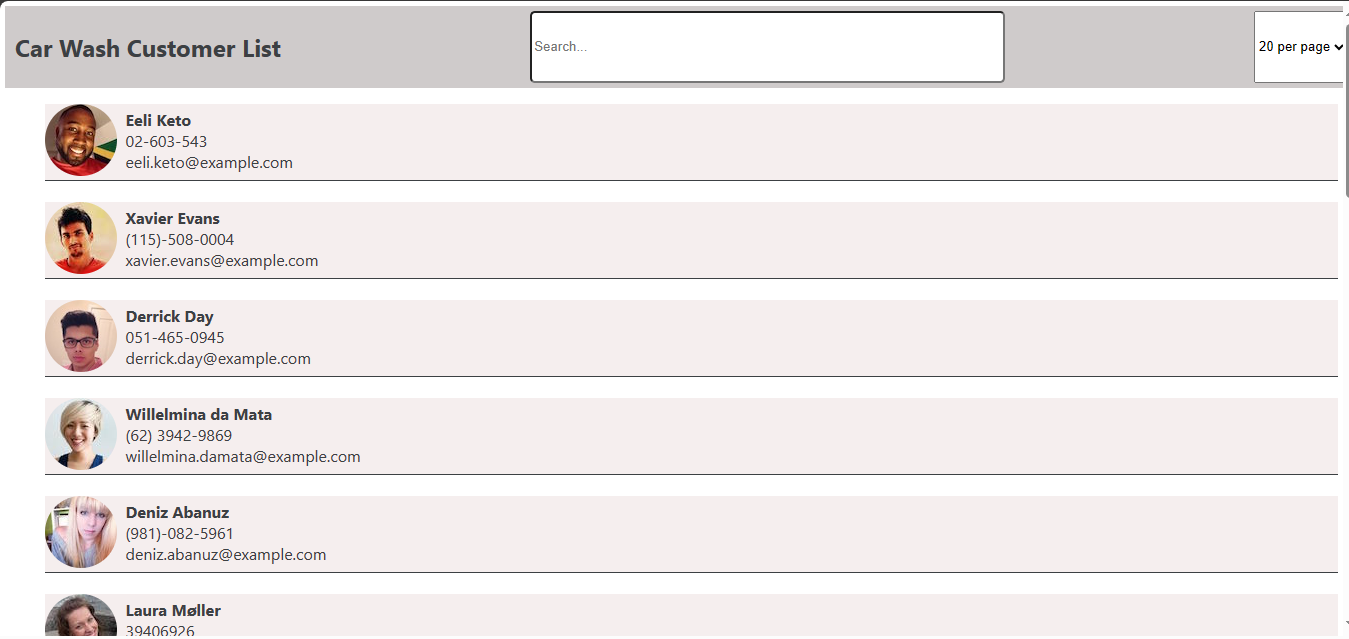 Car Wash Customer List
Search...
20 per page
Eeli Keto
02-603-543
eeli.keto@example.com
Xavier Evans
(115)-508-0004
xavier.evans@example.com
Derrick Day
051-465-0945
derrick.day@example.com
Willelmina da Mata
(62) 3942-9869
willelmina.damata@example.com
Deniz Abanuz
(981)-082-5961
deniz.abanuz@example.com
Laura Møller
39406926